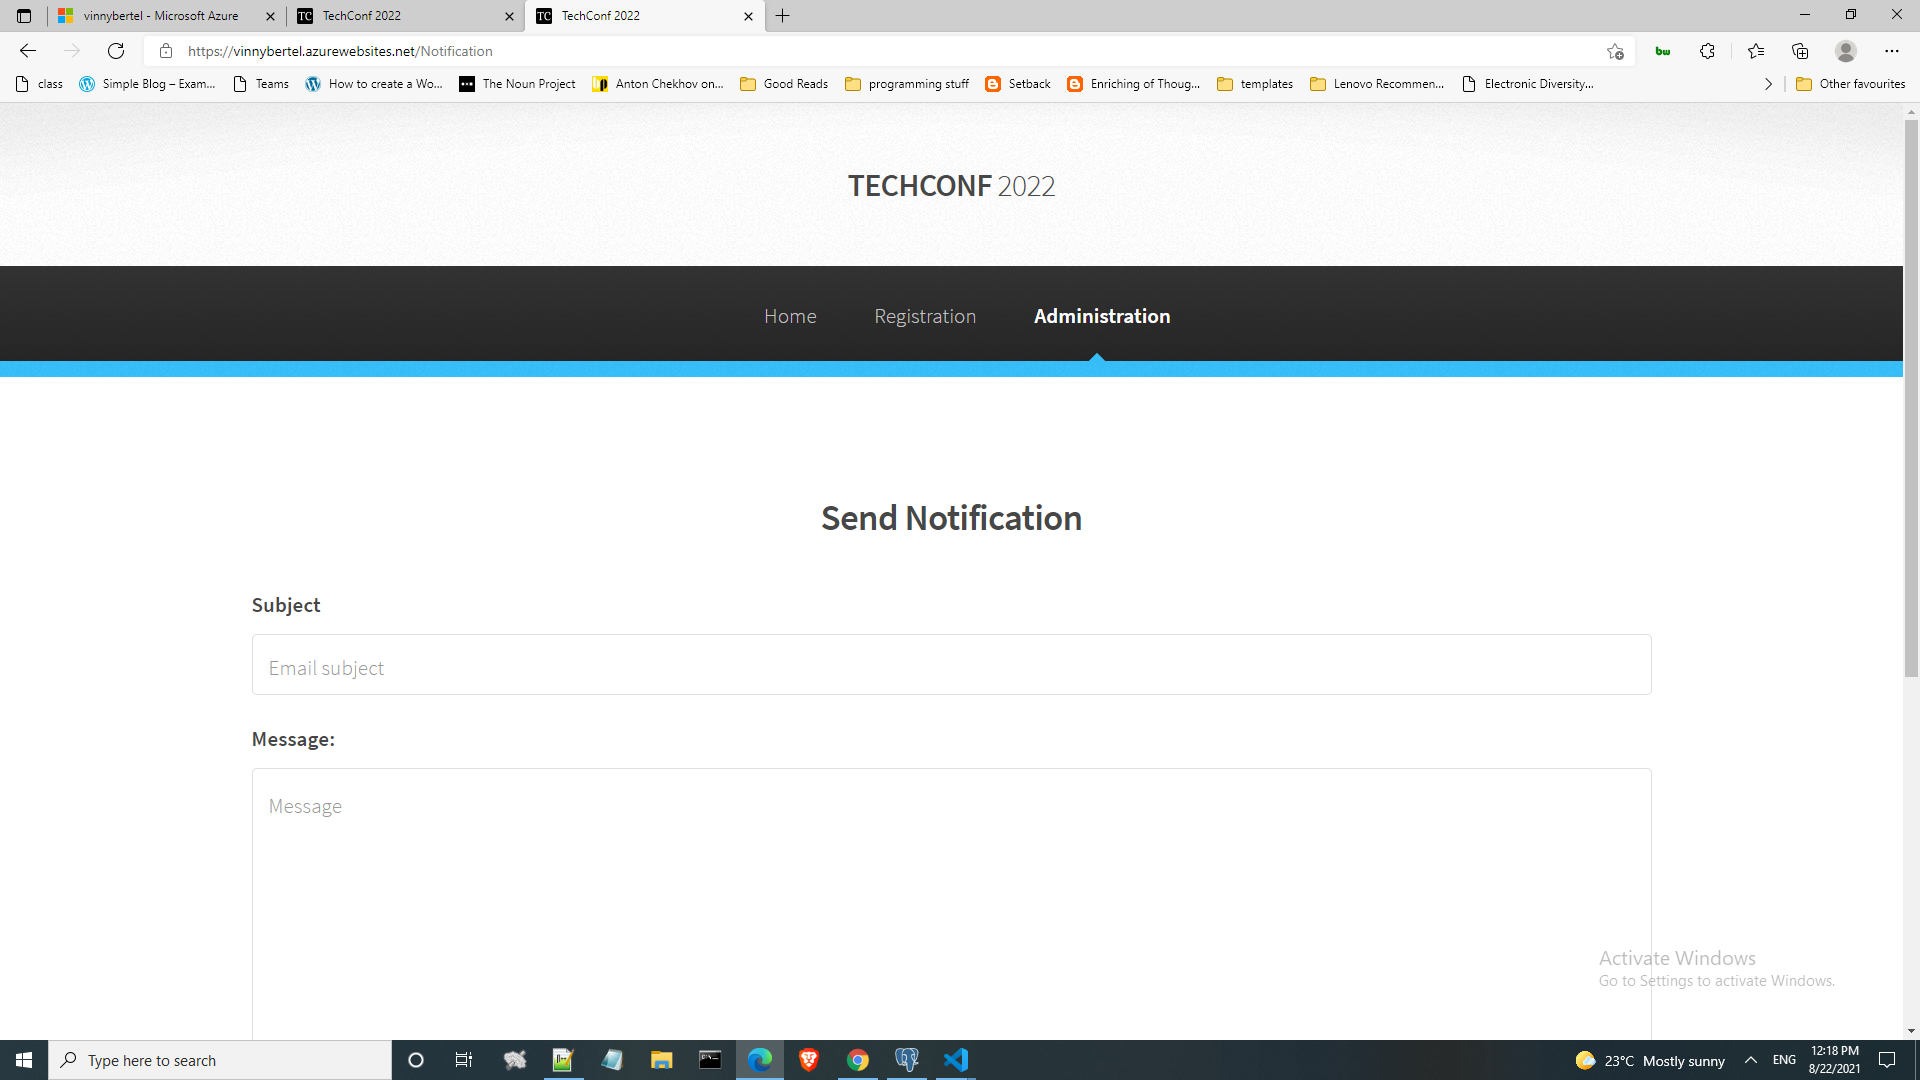 vinnybertel - Microsoft Azure
TC TechConf 2022
TC TechConf 2022
https://vinnybertel.azurewebsites.net/Notification
bw
class
Simple Blog – Exam...
Teams
How to create a Wo...
The Noun Project
Anton Chekhov on...
Good Reads
programming stuff
Setback
Enriching of Thoug...
templates
Lenovo Recommen...
Electronic Diversity...
Other favourites
TECHCONF 2022
Home
Registration
Administration
Send Notification
Subject
Email subject
Message:
Message
Activate Windows
Go to Settings to activate Windows.
Type here to search
23°C Mostly sunny
ENG
12:18 PM
8/22/2021